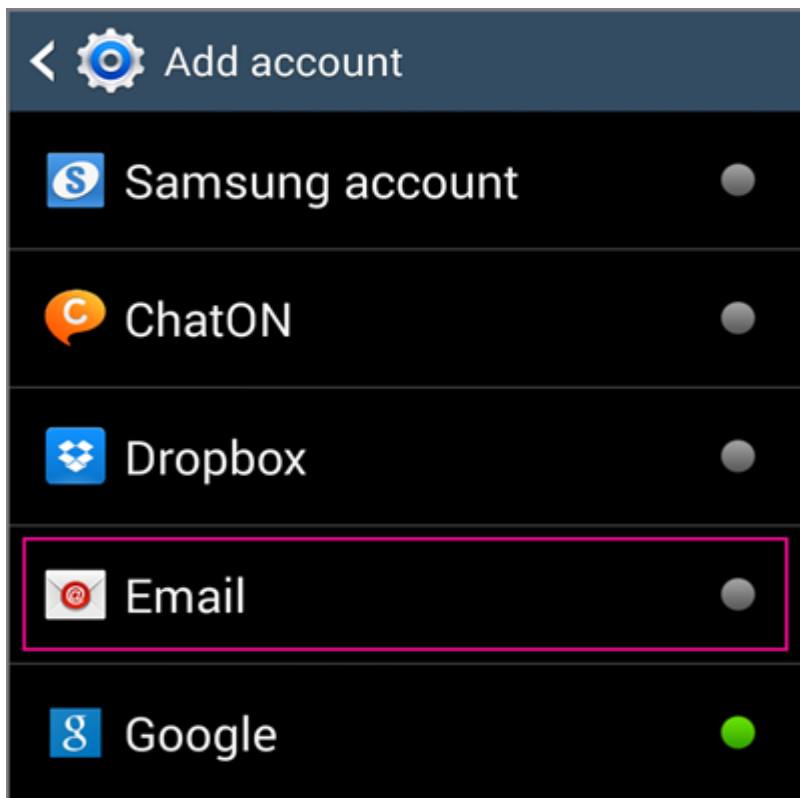 Add account
Samsung account
ChatON
Dropbox
Email
Google